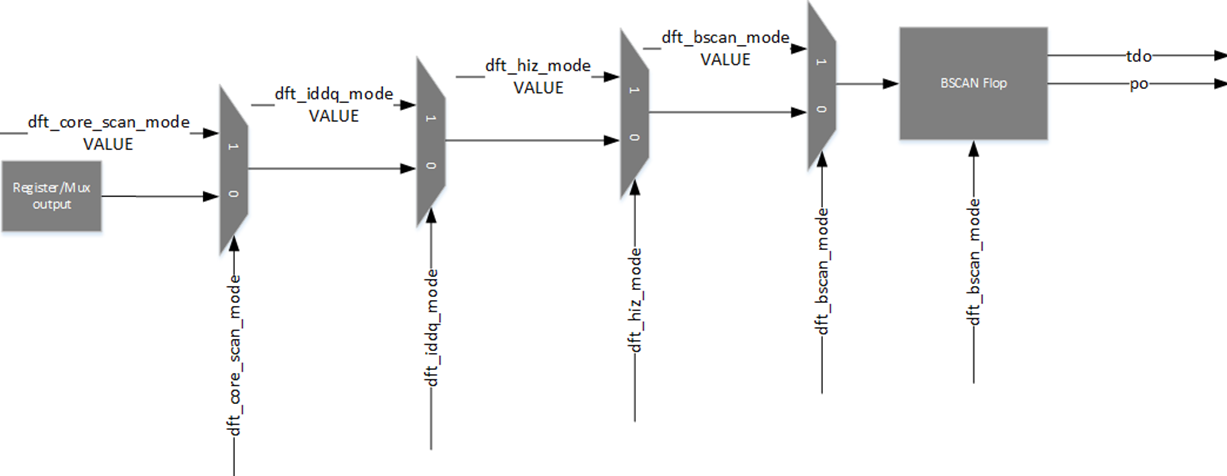 dft_core_scan_mode
VALUE
Register/Mux
output
1
0
dft_core_scan_mode
dft_iddq_mode
VALUE
1
0
dft_iddq_mode
dft_hiz_mode
VALUE
1
0
dft_hiz_mode
dft_bscan_mode
VALUE
1
0
dft_bscan_mode
BSCAN Flop
dft_bscan_mode
tdo
po